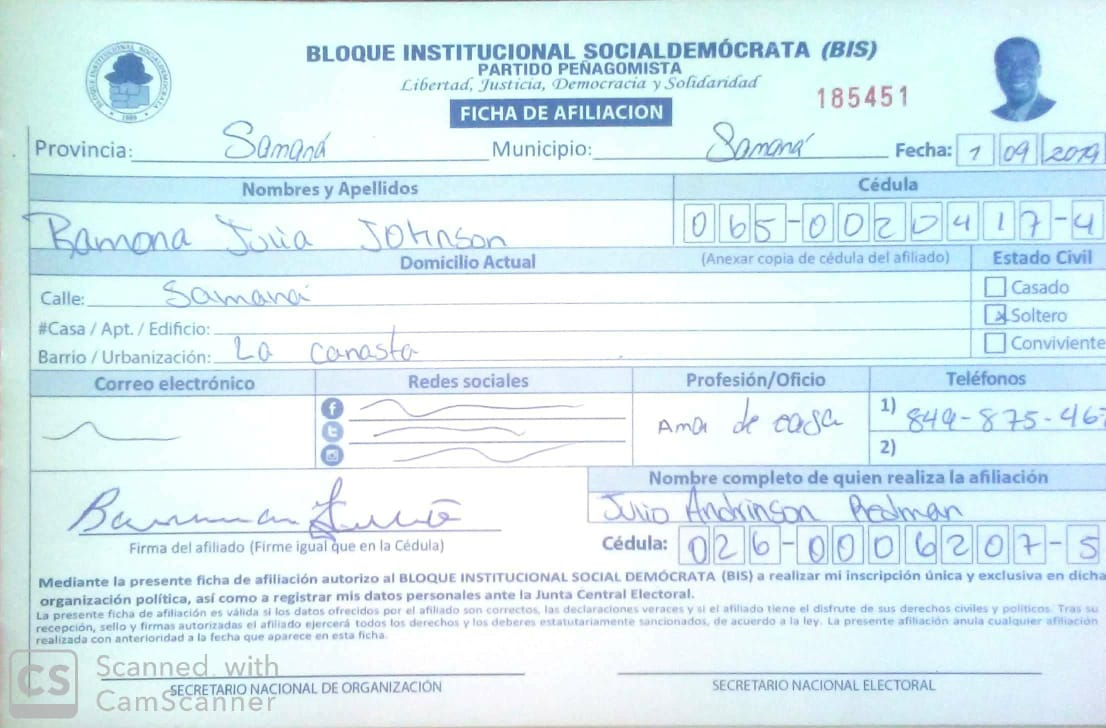 BLOQUE INSTITUCIONAL SOCIALDEMÓCRATA (BIS)
PARTIDO PEÑAGOMISTA
Libertad, Justicia, Democracia y Solidaridad
185451
FICHA DE AFILIACION
Provincia: Samaná Municipio: Samaná Fecha: 1 09 2019
Nombres y Apellidos Cédula
Ramona Julia Johnson 065-0020417-4
Domicilio Actual (Anexar copia de cédula del afiliado) Estado Civil
Calle: Samaná Casado
#Casa / Apt. / Edificio: x Soltero
Barrio / Urbanización: La canasta Conviviente
Correo electrónico Redes sociales Profesión/Oficio Teléfonos
Ama de casa 1) 849-875-467
2)
Nombre completo de quien realiza la afiliación
Julio Andrinson Redman
Firma del afiliado (Firme igual que en la Cédula) Cédula: 026-0006207-5
Mediante la presente ficha de afiliación autorizo al BLOQUE INSTITUCIONAL SOCIAL DEMÓCRATA (BIS) a realizar mi inscripción única y exclusiva en dicha
organización política, así como a registrar mis datos personales ante la Junta Central Electoral.
La presente ficha de afiliación es válida si los datos ofrecidos por el afiliado son correctos, las declaraciones veraces y si el afiliado tiene el disfrute de sus derechos civiles y políticos. Tras su
recepción, sello y firmas autorizadas el afiliado ejercerá todos los derechos y los deberes estatutariamente sancionados, de acuerdo a la ley. La presente afiliación anula cualquier afiliación
realizada con anterioridad a la fecha que aparece en esta ficha.
CS Scanned with
CamScanner
SECRETARIO NACIONAL DE ORGANIZACIÓN SECRETARIO NACIONAL ELECTORAL